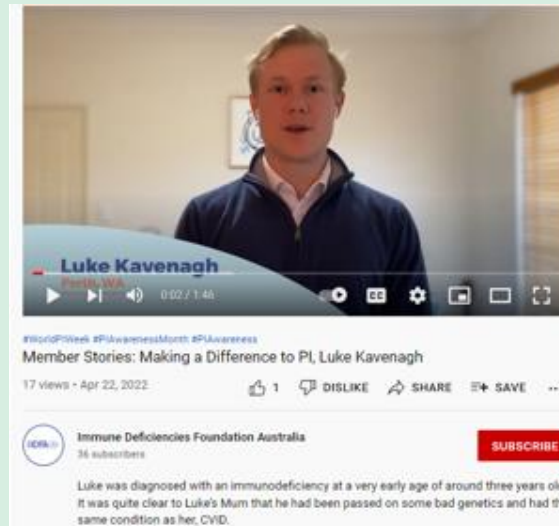 Luke Kavenagh
Perth, WA
0:02 / 1:46
CC
#WorldPIWeek #PIAwarenessMonth #PIAwareness
Member Stories: Making a Difference to PI, Luke Kavenagh
17 views • Apr 22, 2022
1 DISLIKE SHARE SAVE ...
Immune Deficiencies Foundation Australia
36 subscribers
SUBSCRIBE
Luke was diagnosed with an immunodeficiency at a very early age of around three years
It was quite clear to Luke's Mum that he had been passed on some bad genetics and had
same condition as her, CVID.